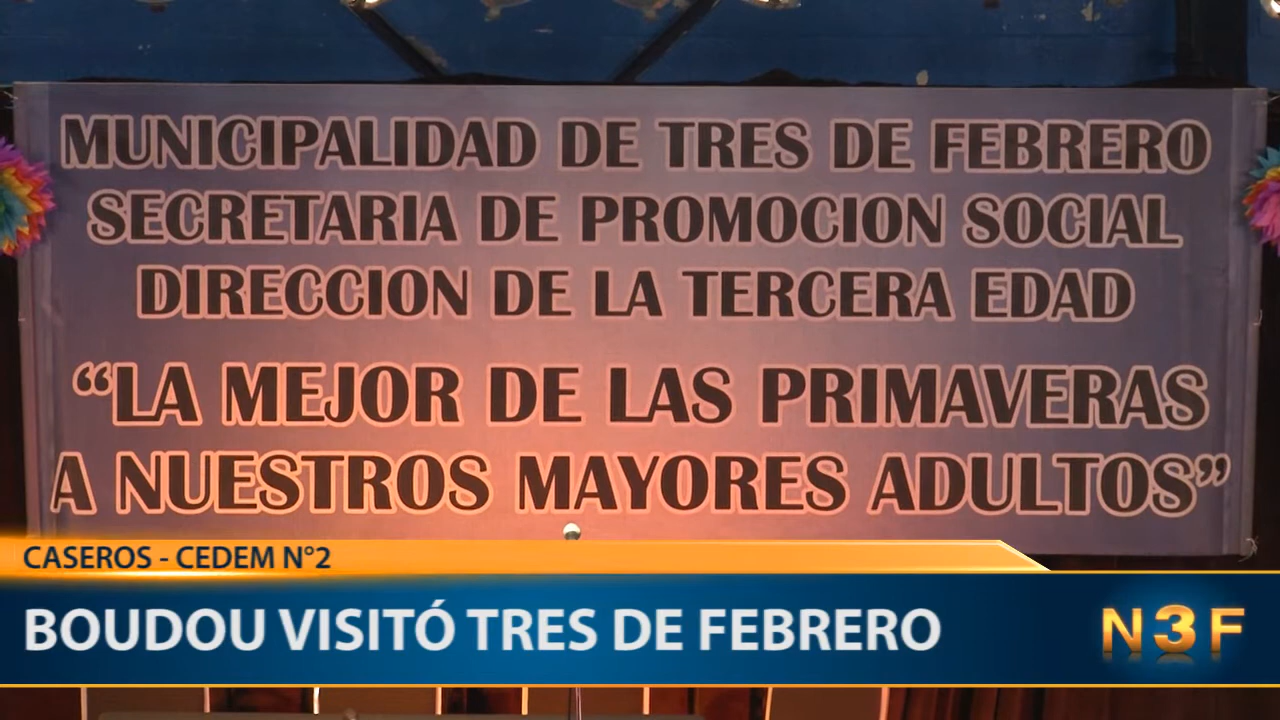 MUNICIPALIDAD DE TRES DE FEBRERO
SECRETARIA DE PROMOCION SOCIAL
DIRECCION DE LA TERCERA EDAD
“LA MEJOR DE LAS PRIMAVERAS
A NUESTROS MAYORES ADULTOS”
CASEROS - CEDEM N°2
BOUDOU VISITÓ TRES DE FEBRERO
N3F